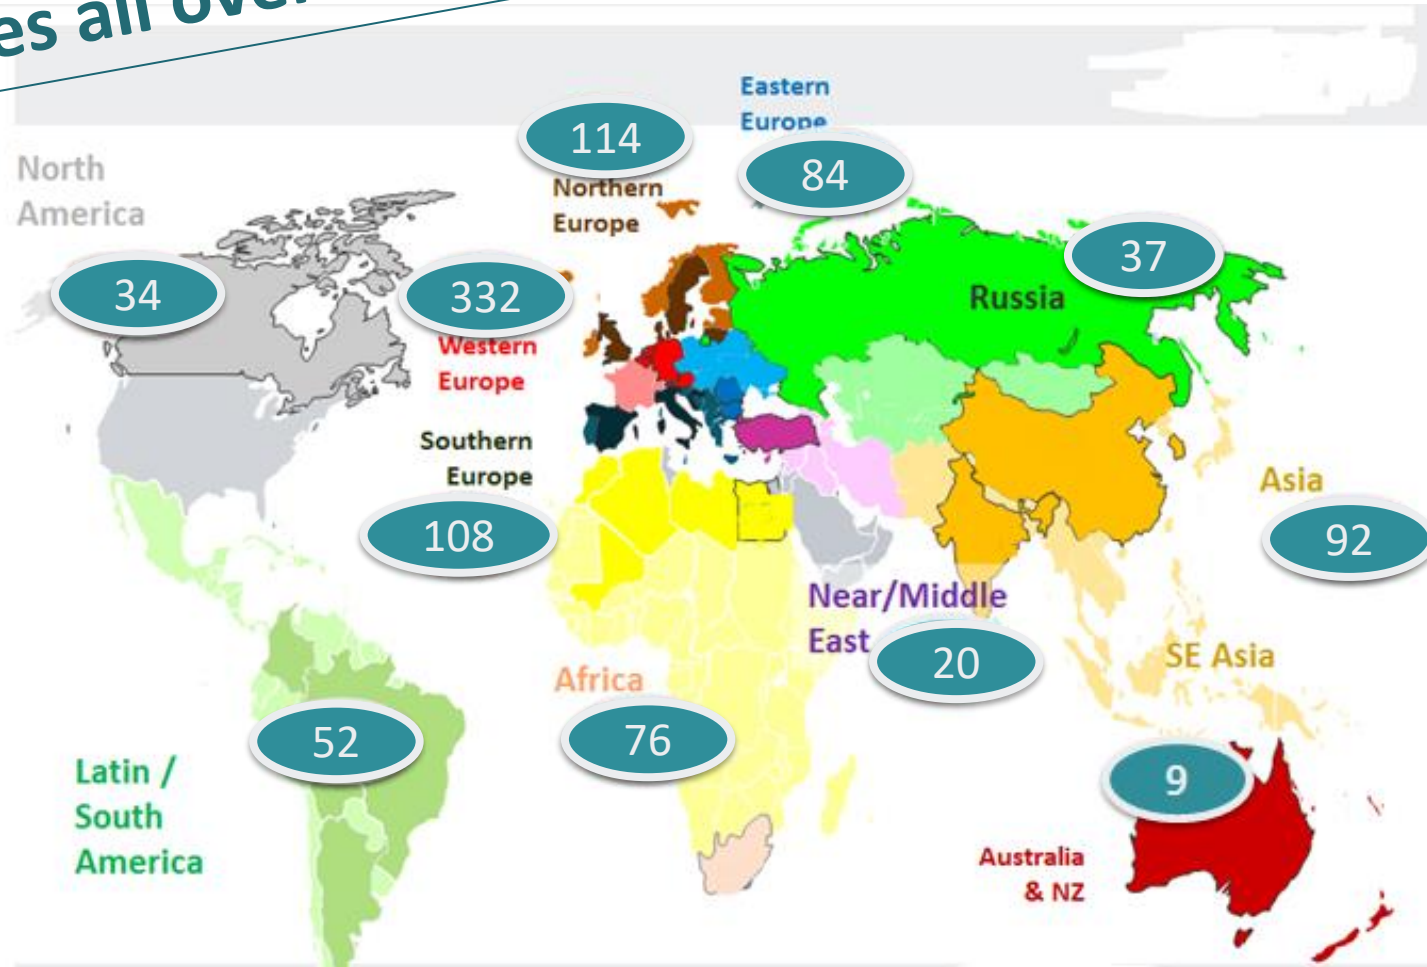 es all over
Eastern
Europe
114
84
Northern
Europe
North
America
37
34
332
Russia
Western
Europe
Southern
Europe
Asia
108
92
Near/Middle
East
20
SE Asia
Africa
52
76
Latin /
South
America
9
Australia
& NZ